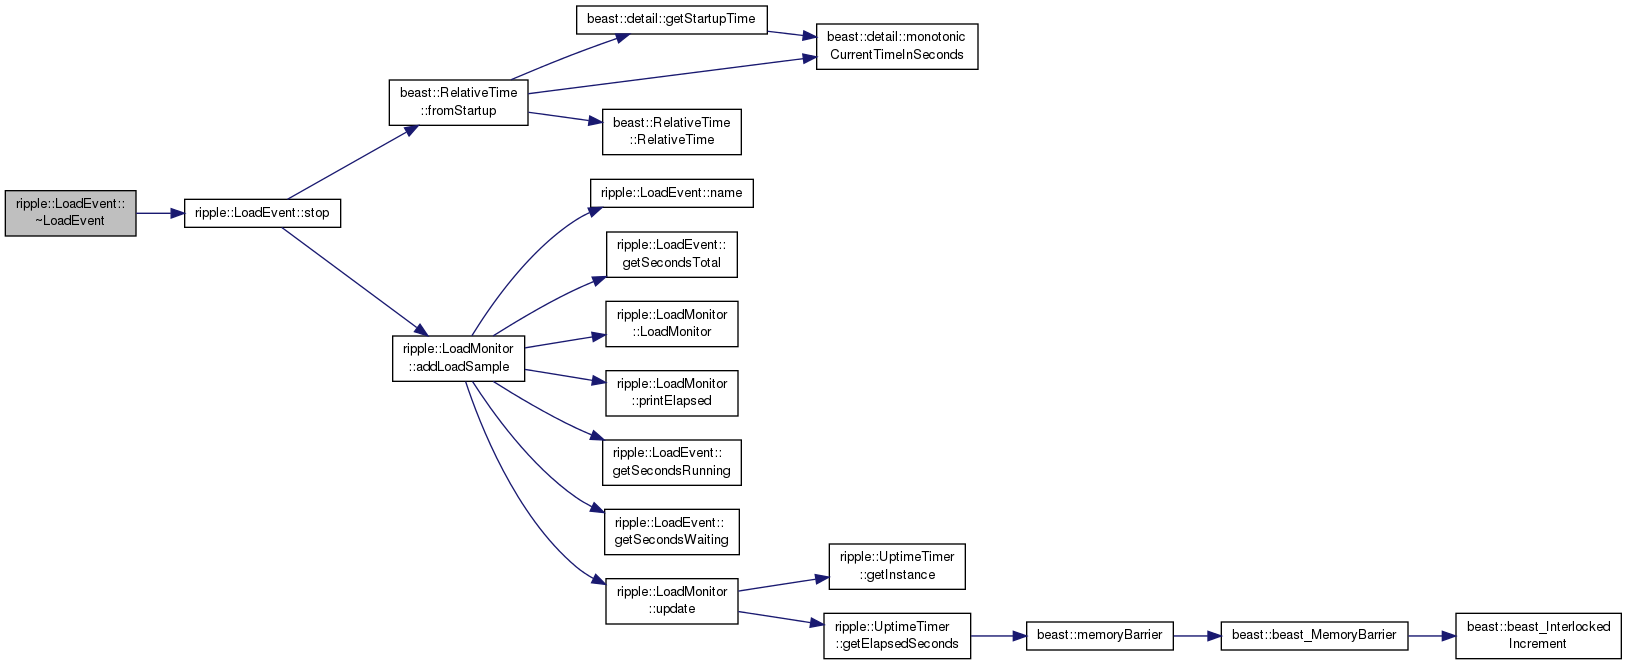 beast::detail::getStartupTime
beast::detail::monotonic
CurrentTimeInSeconds
beast::RelativeTime
::fromStartup
beast::RelativeTime
::RelativeTime
ripple::LoadEvent::
~LoadEvent
ripple::LoadEvent::stop
ripple::LoadEvent::name
ripple::LoadEvent::
getSecondsTotal
ripple::LoadMonitor
::LoadMonitor
ripple::LoadMonitor
::addLoadSample
ripple::LoadMonitor
::printElapsed
ripple::LoadEvent::
getSecondsRunning
ripple::LoadEvent::
getSecondsWaiting
ripple::LoadMonitor
::update
ripple::UptimeTimer
::getInstance
ripple::UptimeTimer
::getElapsedSeconds
beast::memoryBarrier
beast::beast_MemoryBarrier
beast::beast_Interlocked
Increment